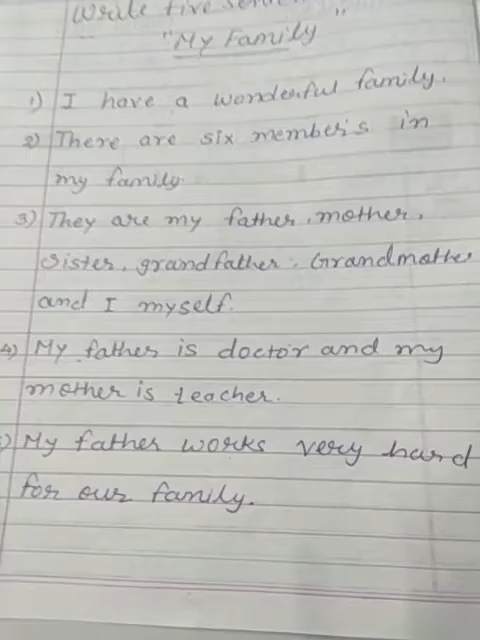 Write five
"My Family"
1) I have a wonderful family.
2) There are six member's in
my family
3) They are my father, mother,
sister, grandfather, Grandmother
and I myself.
4) My father is doctor and my
mother is teacher.
) My father works very hard
for our family.